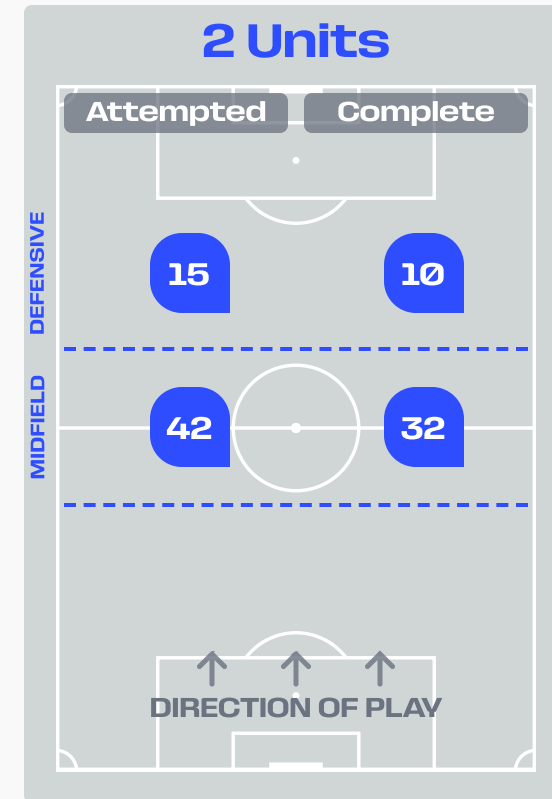 2 Units
Attempted Complete
DEFENSIVE
15 10
MIDFIELD
42 32
DIRECTION OF PLAY